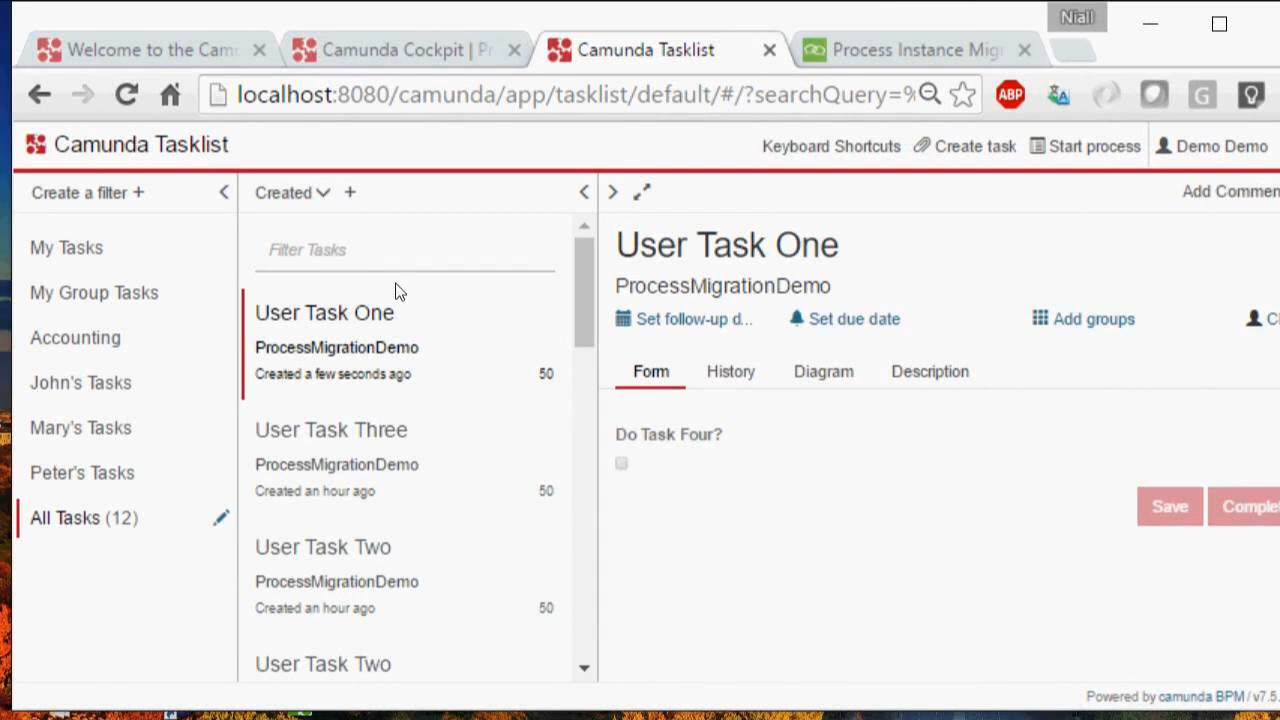 Niall
Welcome to the Cam
Camunda Cockpit | Pr
Camunda Tasklist
Process Instance Mig
localhost:8080/camunda/app/tasklist/default/#/?searchQuery=%
ABP
G
Camunda Tasklist
Keyboard Shortcuts
Create task
Start process
Demo Demo
Create a filter +
Created
Add Commen
My Tasks
My Group Tasks
Accounting
John's Tasks
Mary's Tasks
Peter's Tasks
All Tasks (12)
Filter Tasks
User Task One
ProcessMigrationDemo
Created a few seconds ago 50
User Task Three
ProcessMigrationDemo
Created an hour ago 50
User Task Two
ProcessMigrationDemo
Created an hour ago 50
User Task Two
User Task One
ProcessMigrationDemo
Set follow-up d...
Set due date
Add groups
Cl
Form
History
Diagram
Description
Do Task Four?
Save
Comple
Powered by camunda BPM / v7.5.